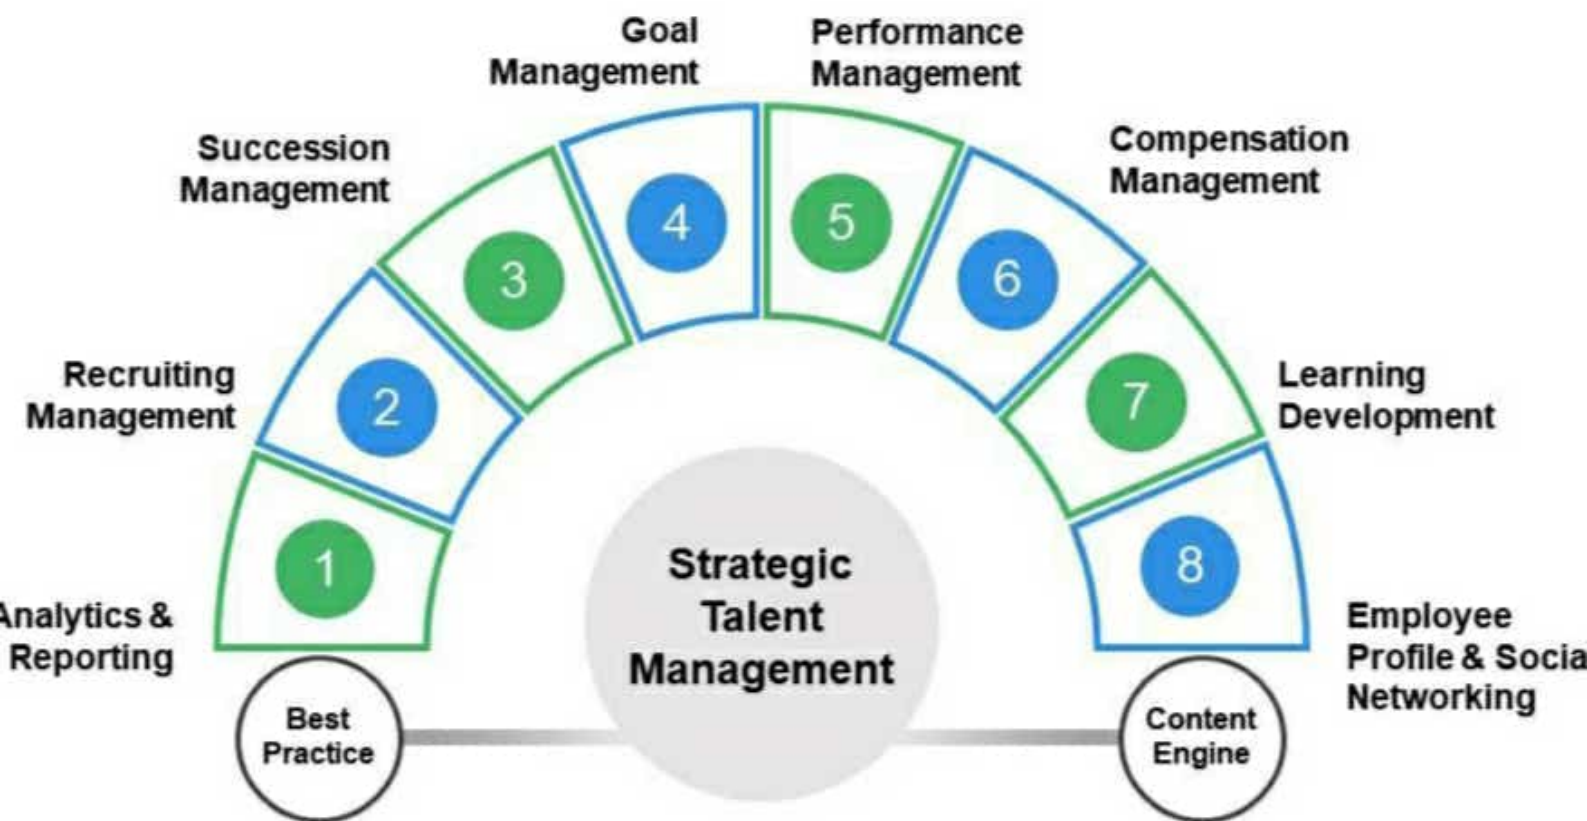 Goal
Management
Performance
Management
Succession
Management
Compensation
Management
4
5
3
6
Recruiting
Management
2
7
Learning
Development
1
Strategic
Talent
Management
8
Analytics &
Reporting
Employee
Profile & Socia
Networking
Best
Practice
Content
Engine